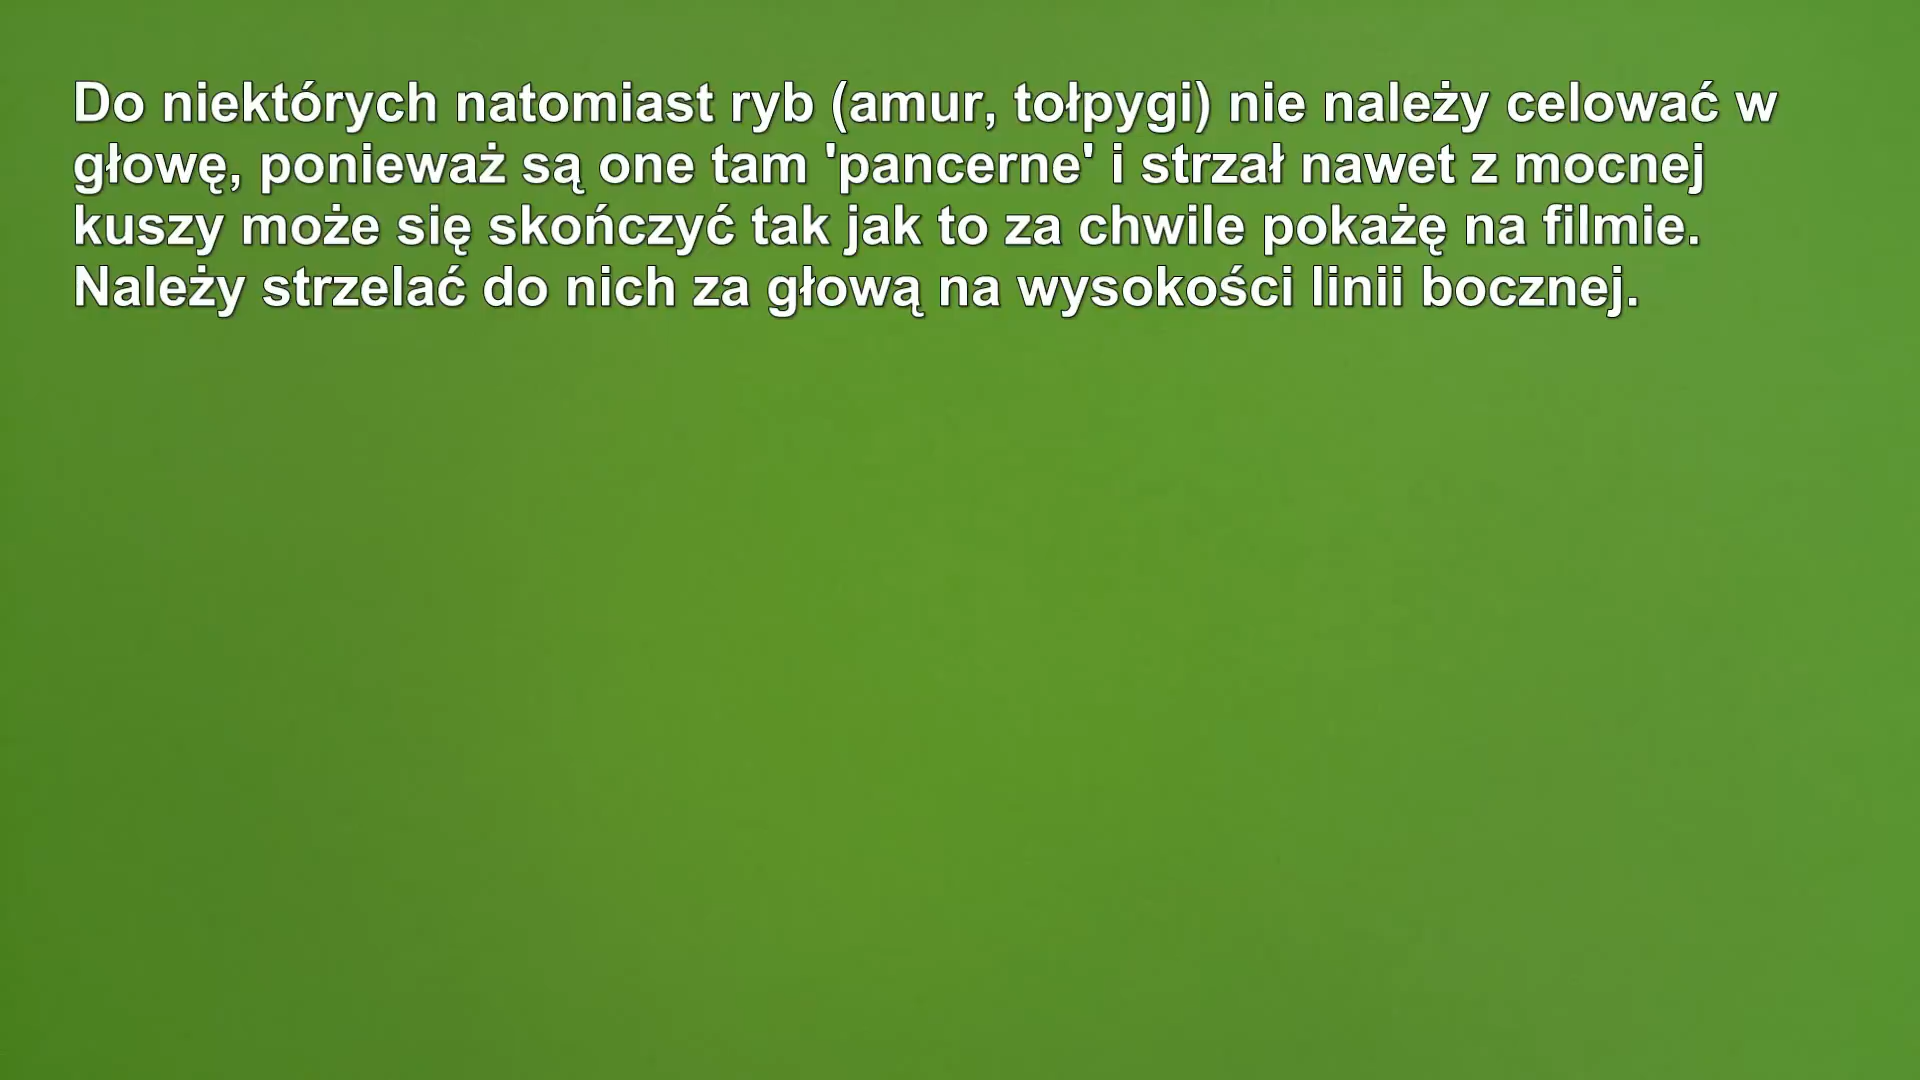 Do niektórych natomiast ryb (amur, tołpygi) nie należy celować w
głowę, ponieważ są one tam 'pancerne' i strzał nawet z mocnej
kuszy może się skończyć tak jak to za chwile pokażę na filmie.
Należy strzelać do nich za głową na wysokości linii bocznej.